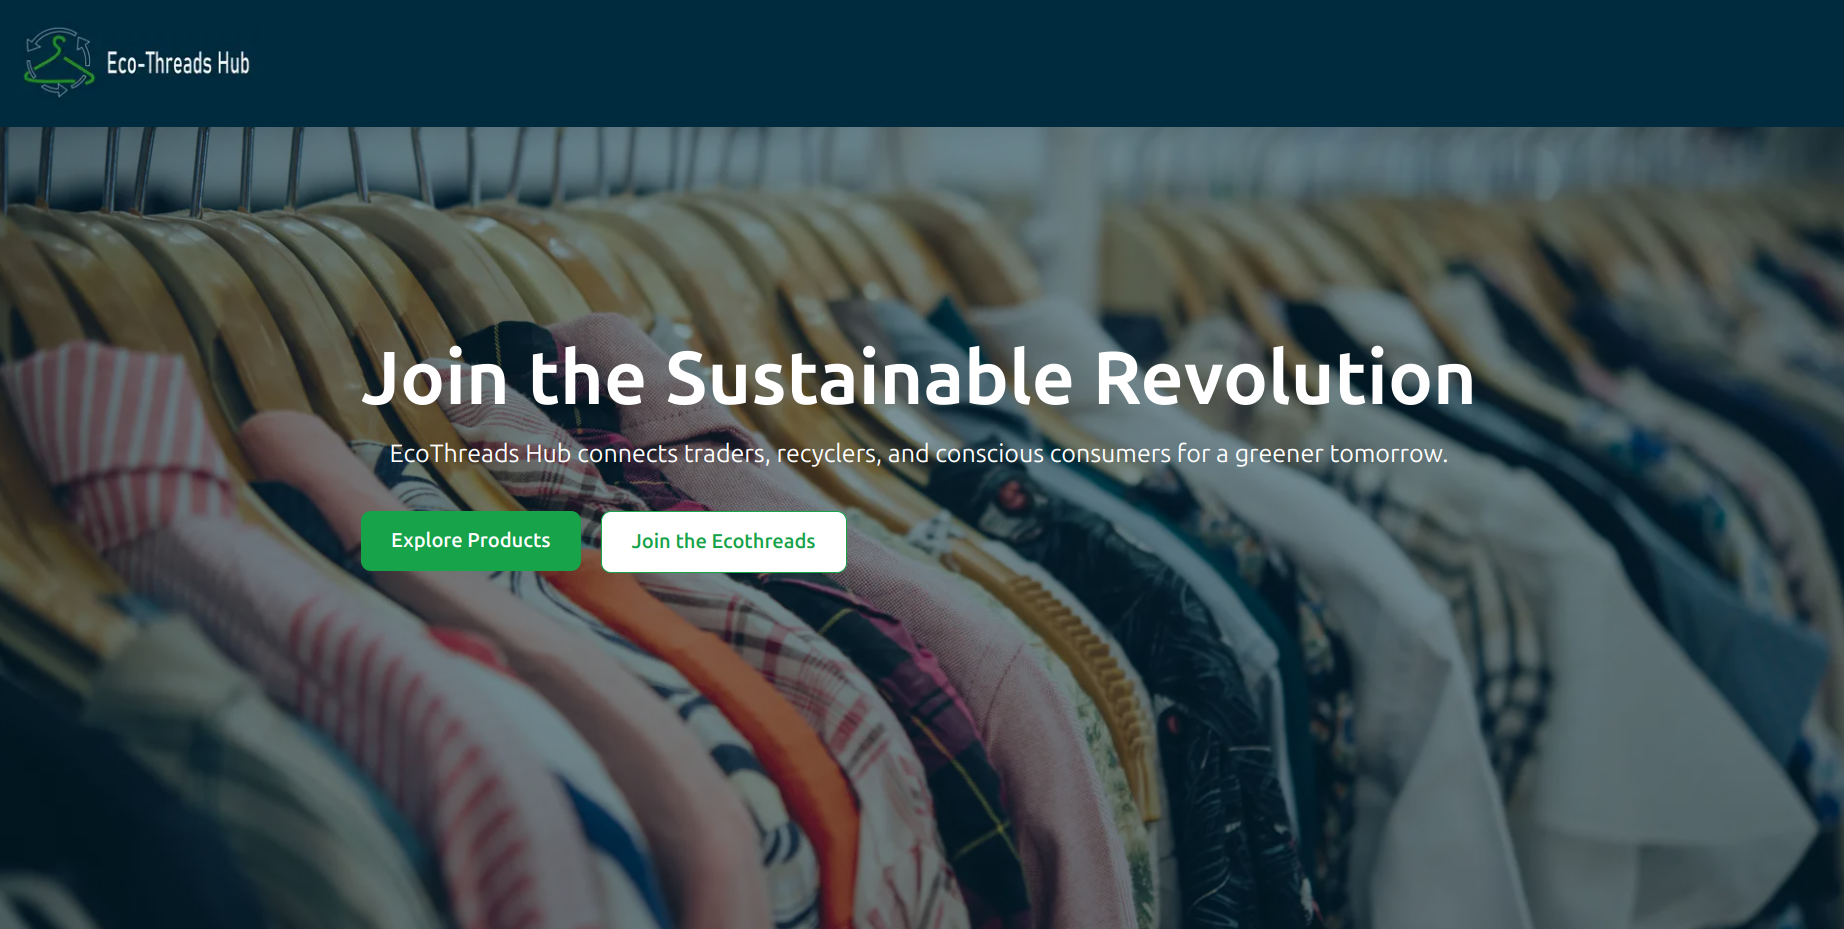 Eco-Threads Hub
Join the Sustainable Revolution
EcoThreads Hub connects traders, recyclers, and conscious consumers for a greener tomorrow.
Explore Products
Join the Ecothreads